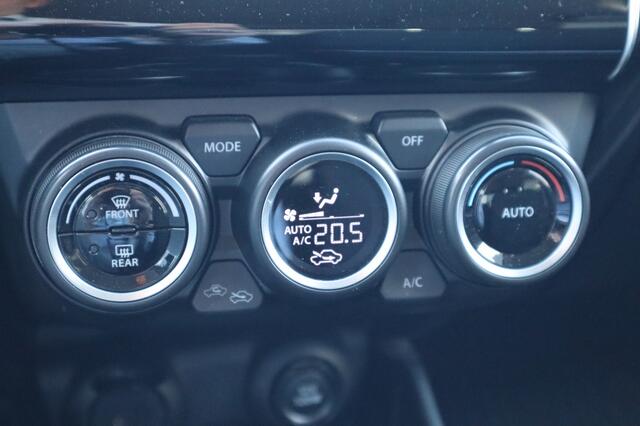 MODE
OFF
FRONT
REAR
AUTO
A/C 20.5
AUTO
A/C